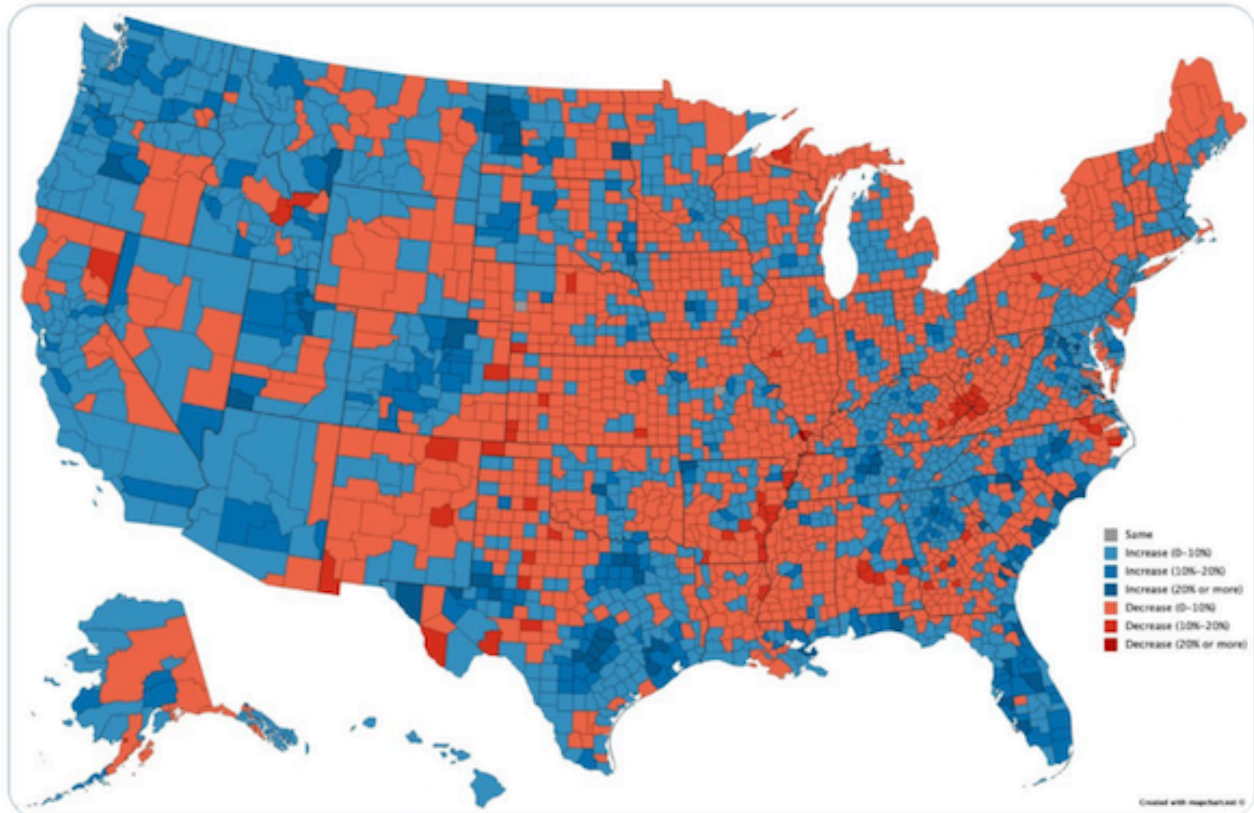 Same
Increase (0-10%)
Increase (10%-20%)
Increase (20% or more)
Decrease (0-10%)
Decrease (10%-20%)
Decrease (20% or more)
Created with mapchart.net ©